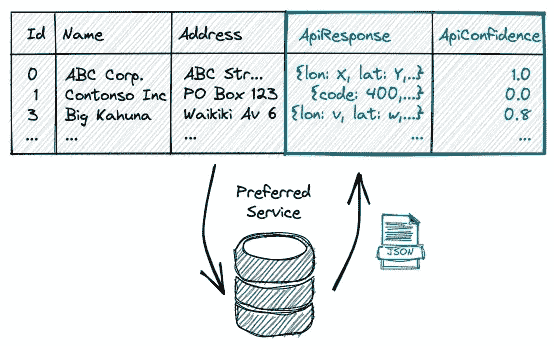 Id Name Address ApiResponse ApiConfidence
0 ABC Corp. ABC Str... {lon: X, lat: Y,...} 1.0
1 Contonso Inc PO Box 123 {code: 400,...} 0.0
3 Big Kahuna Waikiki Av 6 {lon: v, lat: w,...} 0.8
... ... ... ... ...
Preferred
Service
JSON